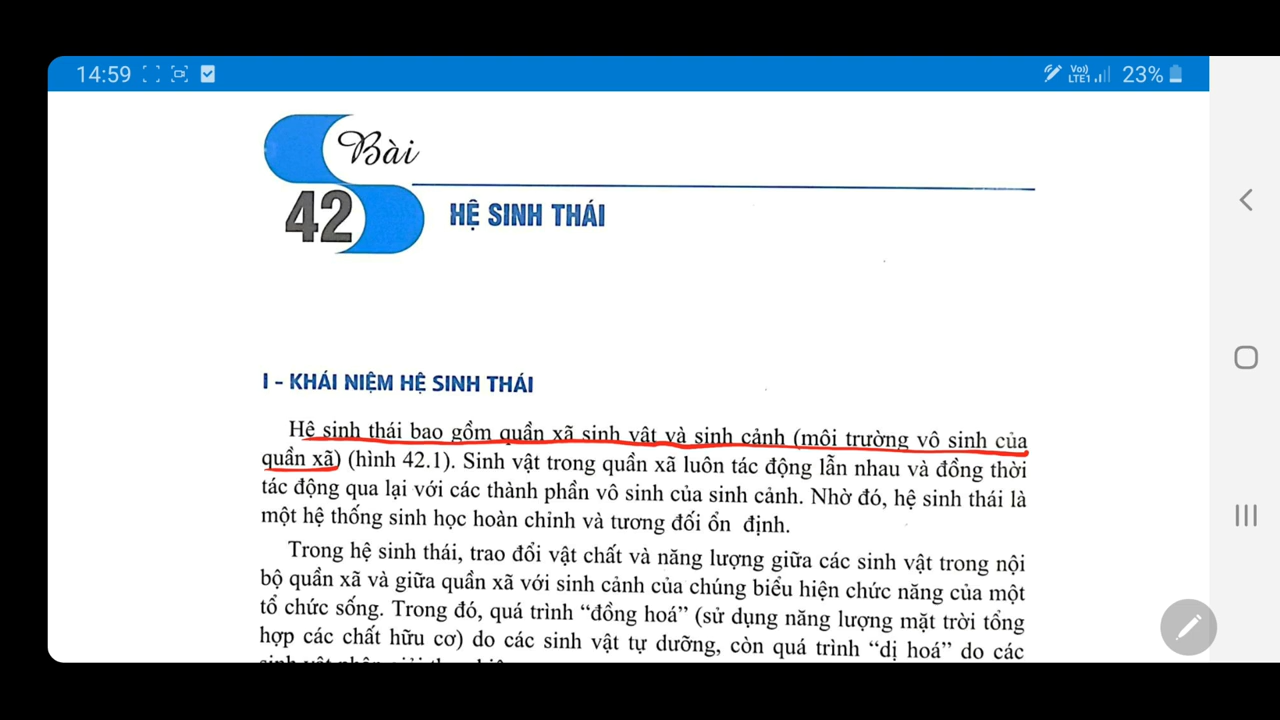 14:59
Vo))
LTE1
23%
Bài
42
HỆ SINH THÁI
I - KHÁI NIỆM HỆ SINH THÁI
Hệ sinh thái bao gồm quần xã sinh vật và sinh cảnh (môi trường vô sinh của
quần xã) (hình 42.1). Sinh vật trong quần xã luôn tác động lẫn nhau và đồng thời
tác động qua lại với các thành phần vô sinh của sinh cảnh. Nhờ đó, hệ sinh thái là
một hệ thống sinh học hoàn chỉnh và tương đối ổn định.
Trong hệ sinh thái, trao đổi vật chất và năng lượng giữa các sinh vật trong nội
bộ quần xã và giữa quần xã với sinh cảnh của chúng biểu hiện chức năng của một
tổ chức sống. Trong đó, quá trình “đồng hoá” (sử dụng năng lượng mặt trời tổng
hợp các chất hữu cơ) do các sinh vật tự dưỡng, còn quá trình “dị hoá” do các